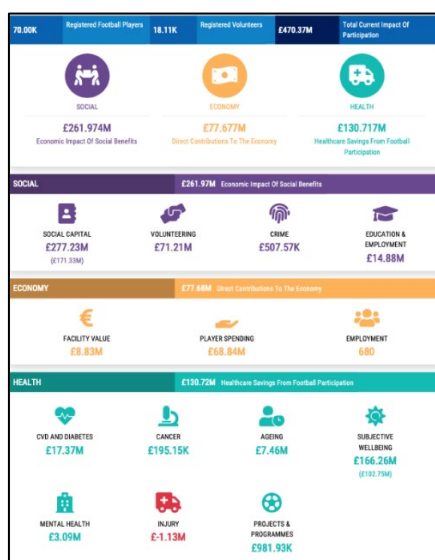 70.00K Registered Football Players 18.11K Registered Volunteers £470.37M Total Current Impact Of Participation
SOCIAL
£261.974M
Economic Impact Of Social Benefits
ECONOMY
£77.677M
Direct Contributions To The Economy
HEALTH
£130.717M
Healthcare Savings From Football Participation
SOCIAL £261.97M Economic Impact Of Social Benefits
SOCIAL CAPITAL
£277.23M
(£171.33M)
VOLUNTEERING
£71.21M
CRIME
£507.57K
EDUCATION & EMPLOYMENT
£14.88M
ECONOMY £77.68M Direct Contributions To The Economy
€
FACILITY VALUE
£8.83M
PLAYER SPENDING
£68.84M
EMPLOYMENT
680
HEALTH £130.72M Healthcare Savings From Football Participation
CVD AND DIABETES
£17.37M
CANCER
£195.15K
AGEING
£7.46M
SUBJECTIVE WELLBEING
£166.26M
(£102.75M)
MENTAL HEALTH
£3.09M
INJURY
£-1.13M
PROJECTS & PROGRAMMES
£981.93K